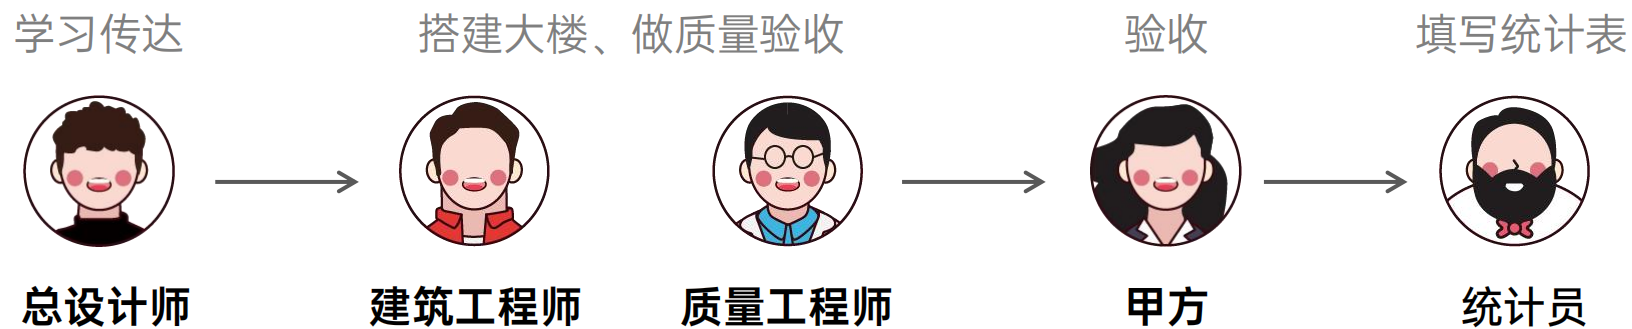 学习传达
搭建大楼、做质量验收
验收
填写统计表
总设计师
建筑工程师
质量工程师
甲方
统计员